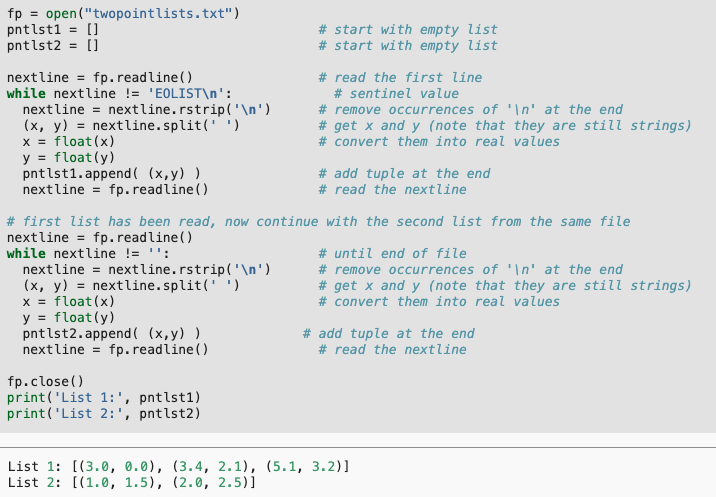 fp = open("twopointlists.txt")
pntlst1 = []                            # start with empty list
pntlst2 = []                            # start with empty list

nextline = fp.readline()                # read the first line
while nextline != 'EOLIST\n':             # sentinel value
  nextline = nextline.rstrip('\n')      # remove occurrences of '\n' at the end
  (x, y) = nextline.split(' ')          # get x and y (note that they are still strings)
  x = float(x)                          # convert them into real values
  y = float(y)
  pntlst1.append( (x,y) )               # add tuple at the end
  nextline = fp.readline()              # read the nextline

# first list has been read, now continue with the second list from the same file
nextline = fp.readline()
while nextline != '':                   # until end of file
  nextline = nextline.rstrip('\n')      # remove occurrences of '\n' at the end
  (x, y) = nextline.split(' ')          # get x and y (note that they are still strings)
  x = float(x)                          # convert them into real values
  y = float(y)
  pntlst2.append( (x,y) )             # add tuple at the end
  nextline = fp.readline()              # read the nextline

fp.close()
print('List 1:', pntlst1)
print('List 2:', pntlst2)

List 1: [(3.0, 0.0), (3.4, 2.1), (5.1, 3.2)]
List 2: [(1.0, 1.5), (2.0, 2.5)]